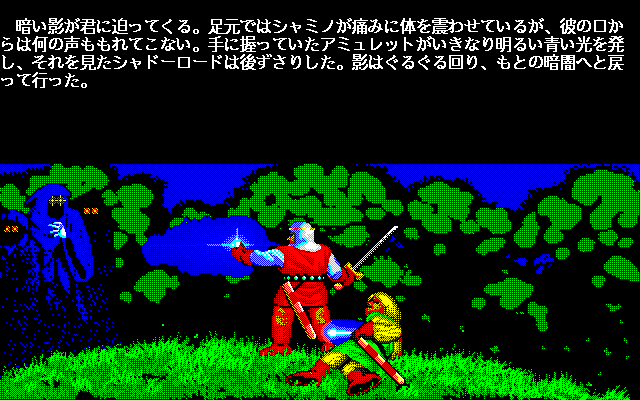 暗い影が君に迫ってくる。足元ではシャミノが痛みに体を震わせているが、彼の口か
らは何の声ももれてこない。手に握っていたアミュレットがいきなり明るい青い光を発
し、それを見たシャドーロードは後ずさりした。影はぐるぐる回り、もとの暗闇へと戻
って行った。